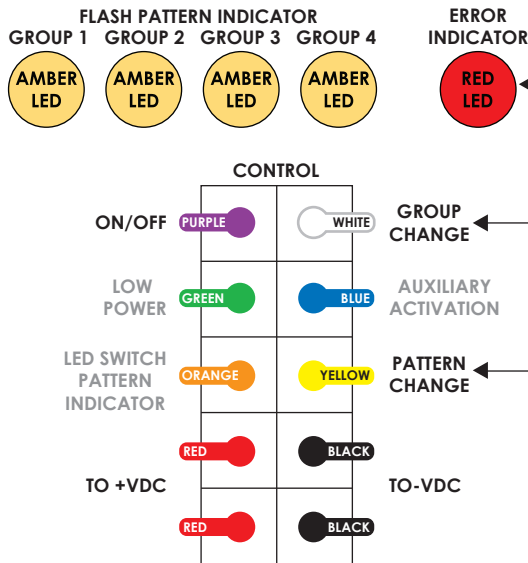 FLASH PATTERN INDICATOR
GROUP 1 GROUP 2 GROUP 3 GROUP 4
AMBER LED
AMBER LED
AMBER LED
AMBER LED
ERROR
INDICATOR
RED
LED
CONTROL
ON/OFF PURPLE WHITE GROUP
CHANGE
LOW
POWER GREEN BLUE AUXILIARY
ACTIVATION
LED SWITCH
PATTERN
INDICATOR ORANGE YELLOW PATTERN
CHANGE
RED BLACK
TO +VDC TO-VDC
RED BLACK